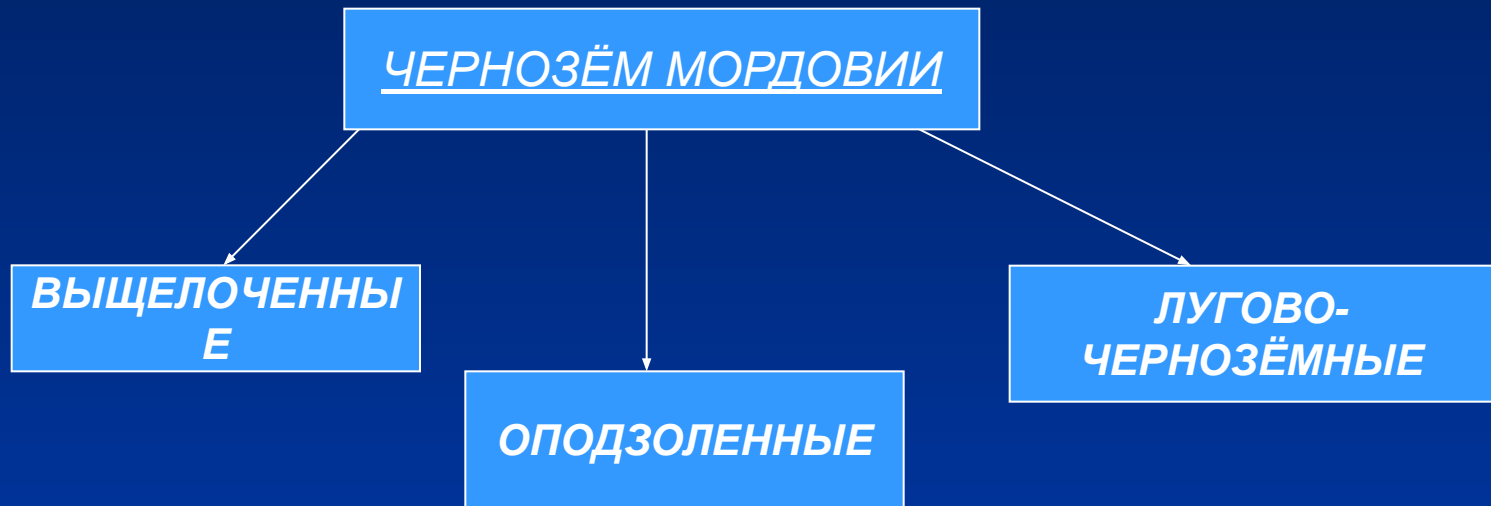 ЧЕРНОЗЁМ МОРДОВИИ
ВЫЩЕЛОЧЕННЫ
Е
ЛУГОВО-
ЧЕРНОЗЁМНЫЕ
ОПОДЗОЛЕННЫЕ